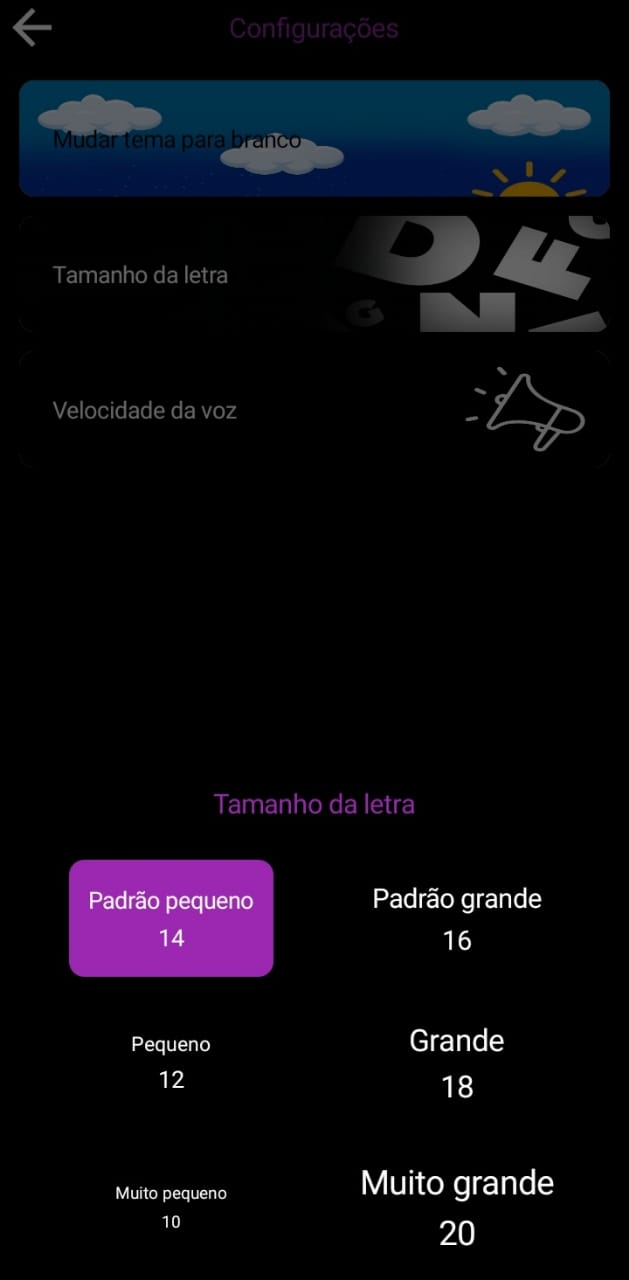 Configurações
Mudar tema para branco
Tamanho da letra
Velocidade da voz
Tamanho da letra
Padrão pequeno
14
Padrão grande
16
Pequeno
12
Grande
18
Muito pequeno
10
Muito grande
20